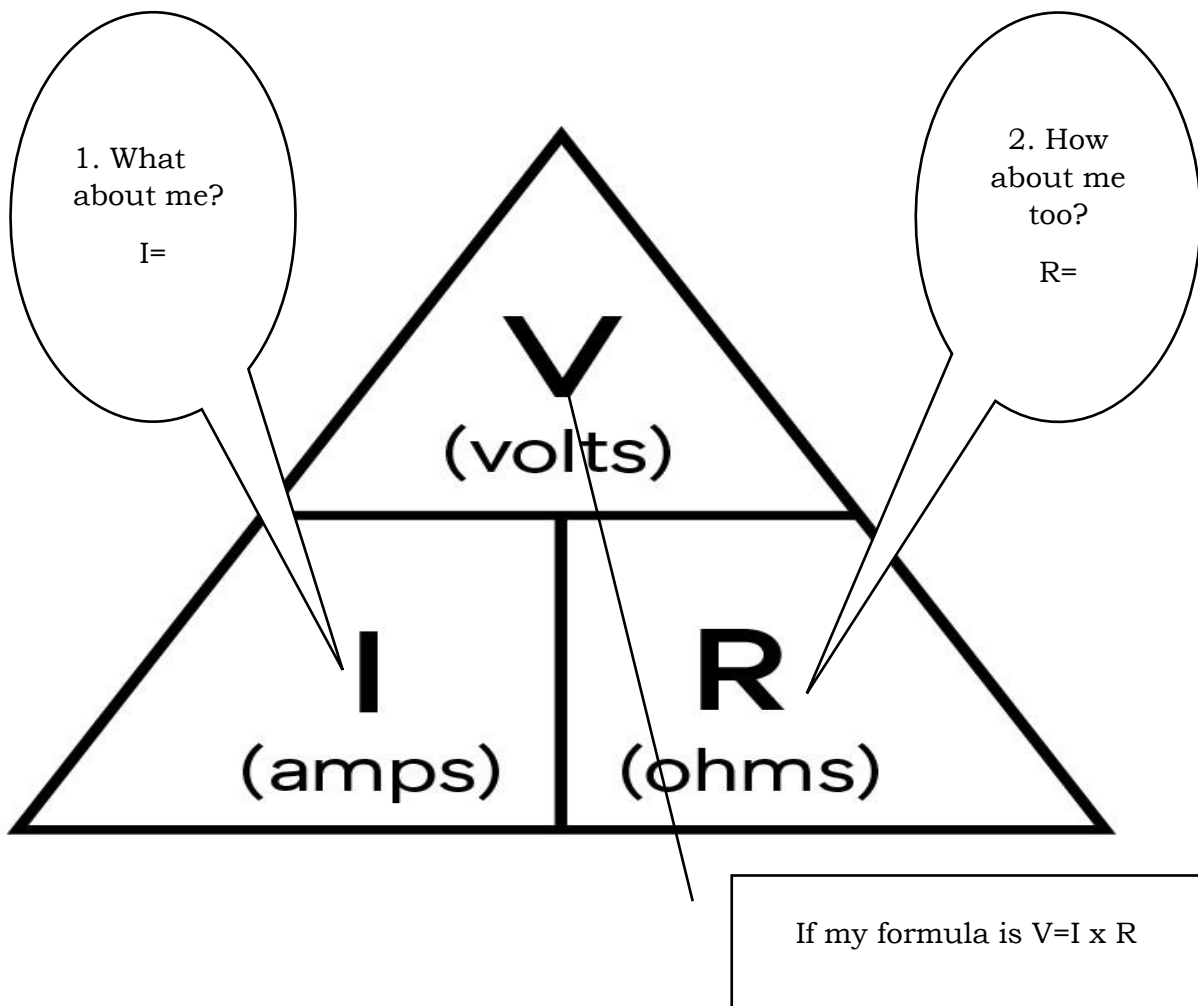 1. What
about me?
I=
2. How
about me
too?
R=
V
(volts)
I
(amps)
R
(ohms)
If my formula is V=I x R